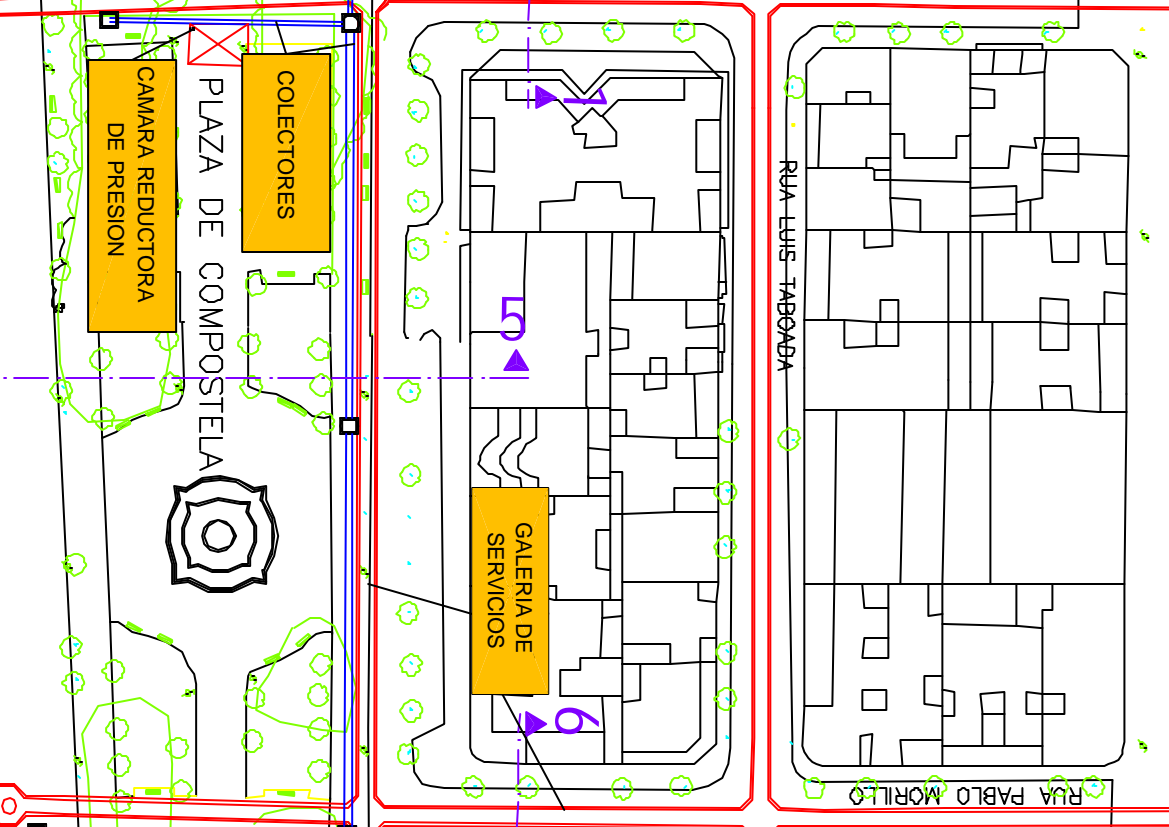 CAMARA REDUCTORA
DE PRESION
PLAZA DE COMPOSTELA
COLECTORES
7
5
GALERIA DE
SERVICIOS
6
RUA LUIS TABOADA
RUA PABLO MORILLO